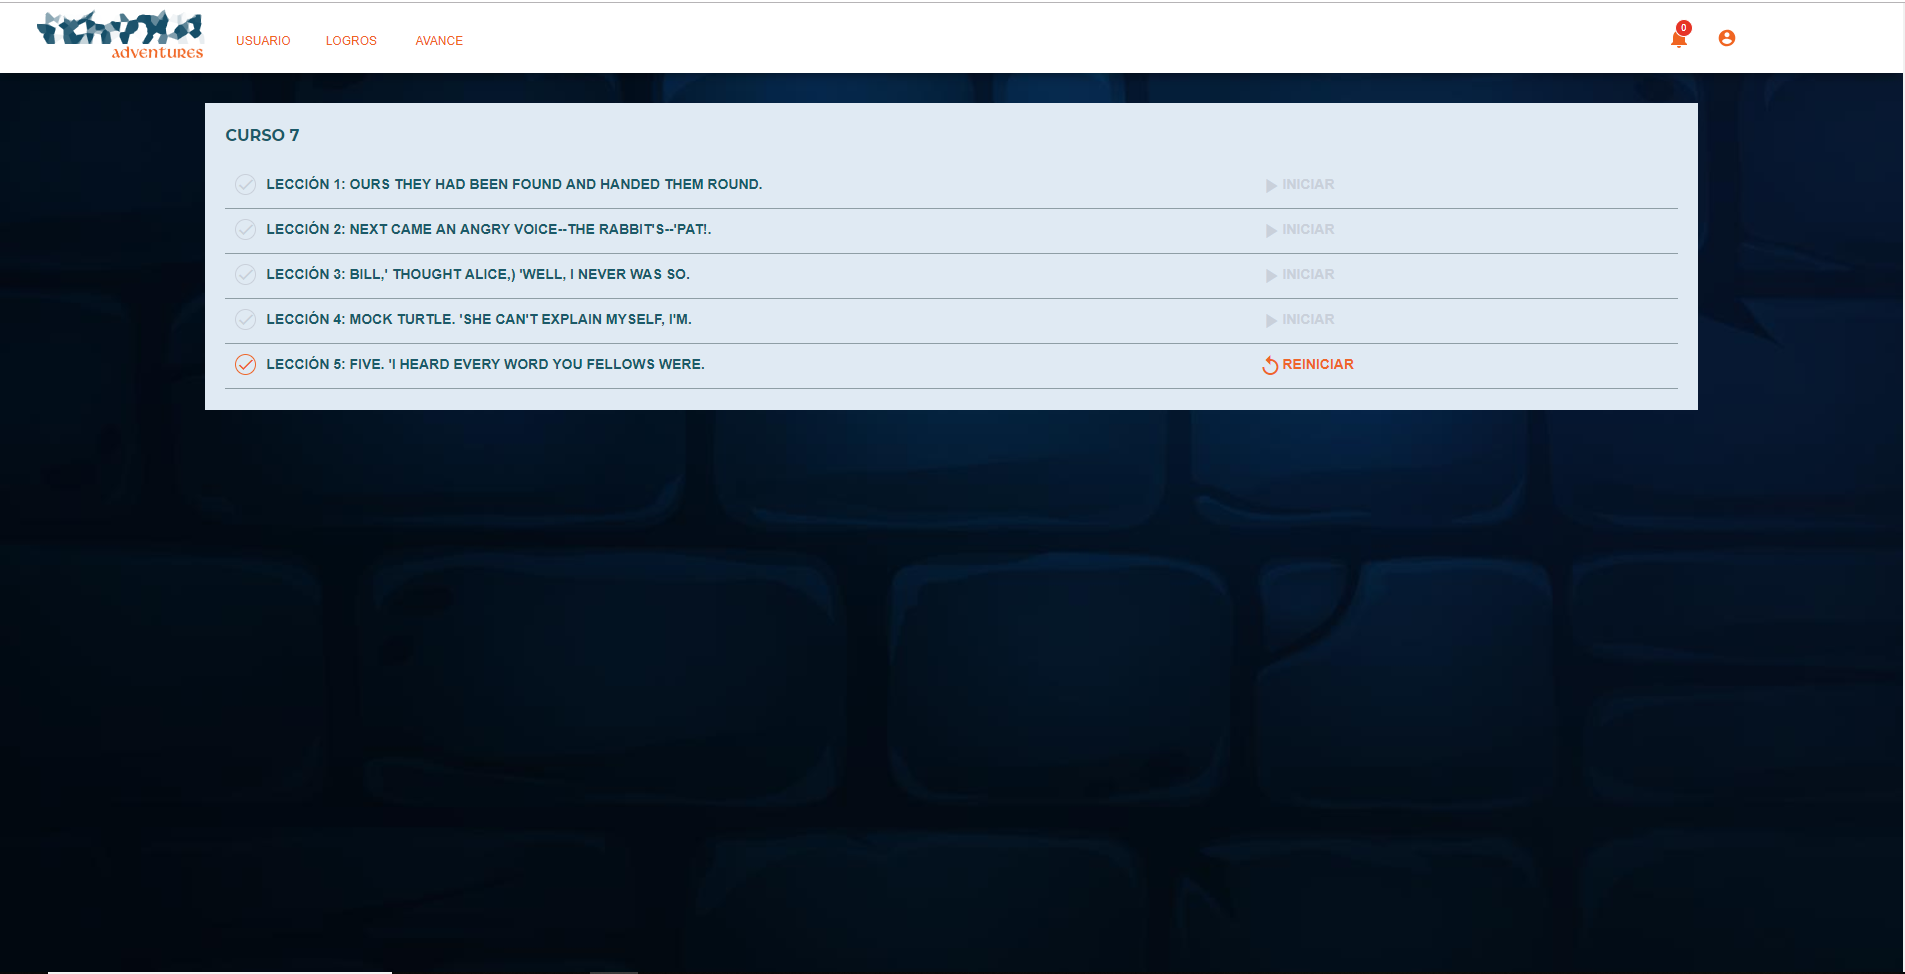 adventures
USUARIO LOGROS AVANCE
0
CURSO 7
LECCIÓN 1: OURS THEY HAD BEEN FOUND AND HANDED THEM ROUND. INICIAR
LECCIÓN 2: NEXT CAME AN ANGRY VOICE--THE RABBIT'S--'PAT!. INICIAR
LECCIÓN 3: BILL,' THOUGHT ALICE,) 'WELL, I NEVER WAS SO. INICIAR
LECCIÓN 4: MOCK TURTLE. 'SHE CAN'T EXPLAIN MYSELF, I'M. INICIAR
LECCIÓN 5: FIVE. 'I HEARD EVERY WORD YOU FELLOWS WERE. REINICIAR